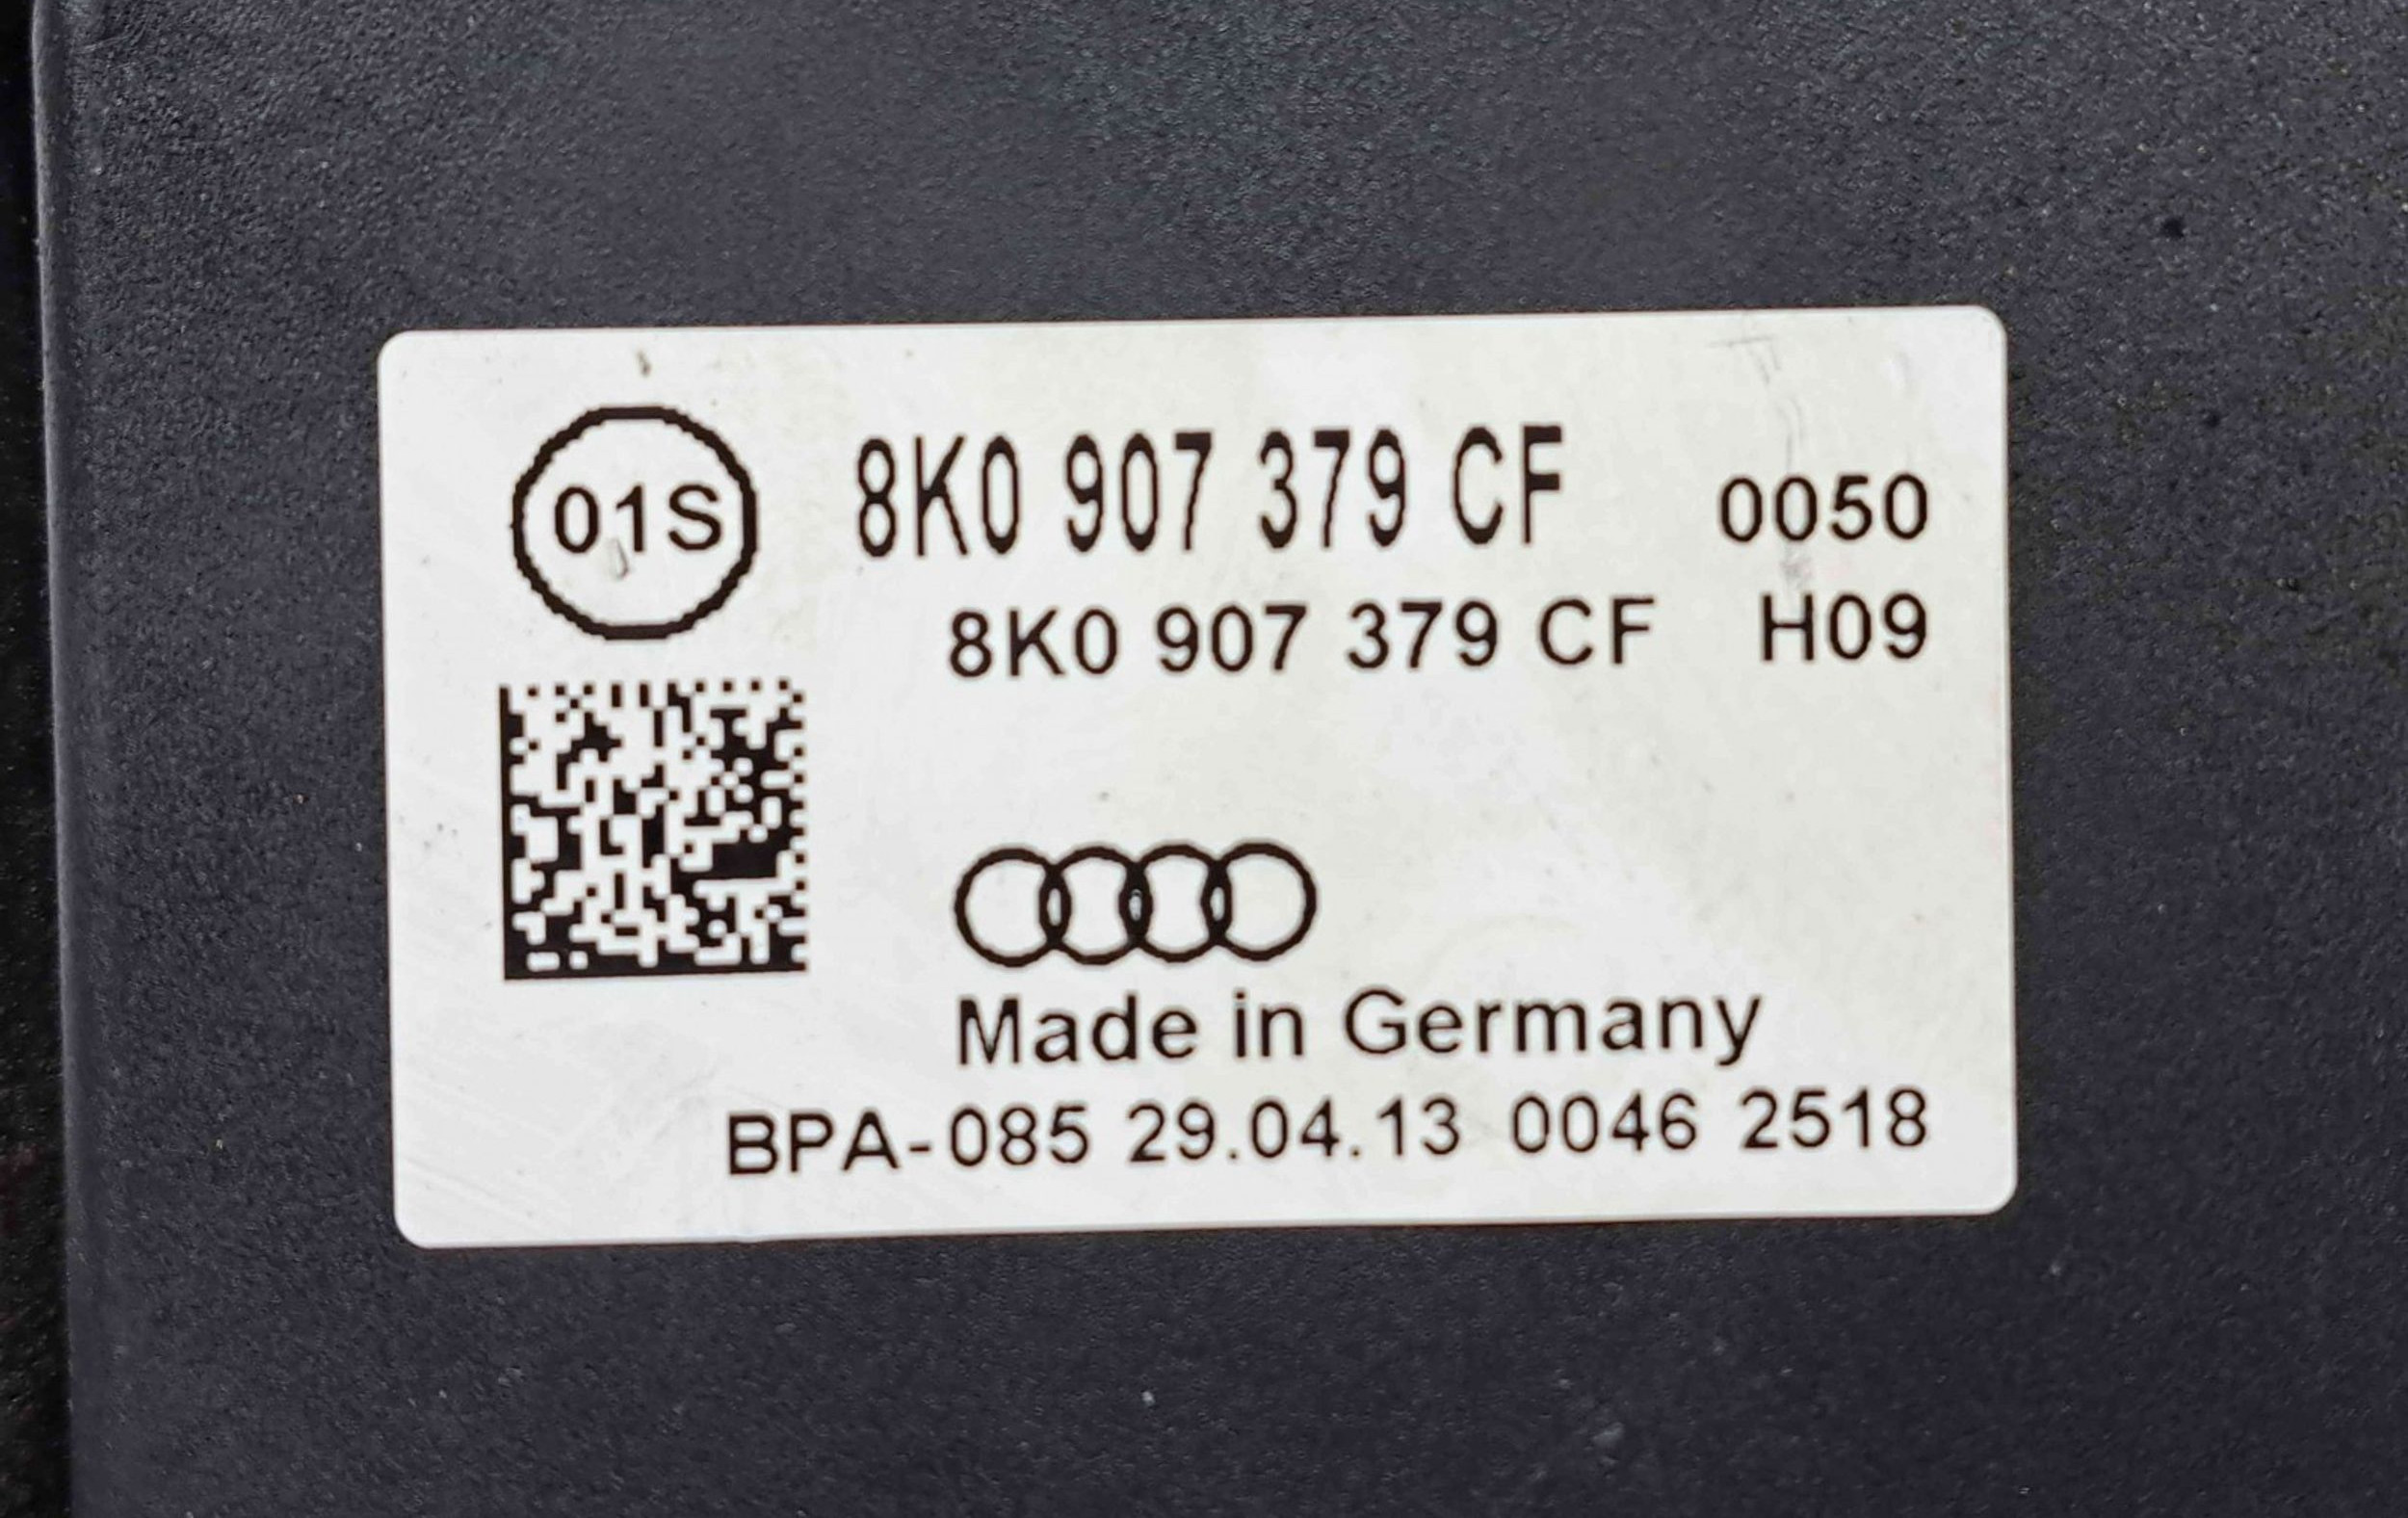 01S 8K0 907 379 CF 0050
8K0 907 379 CF H09
Made in Germany
BPA-085 29.04.13 0046 2518